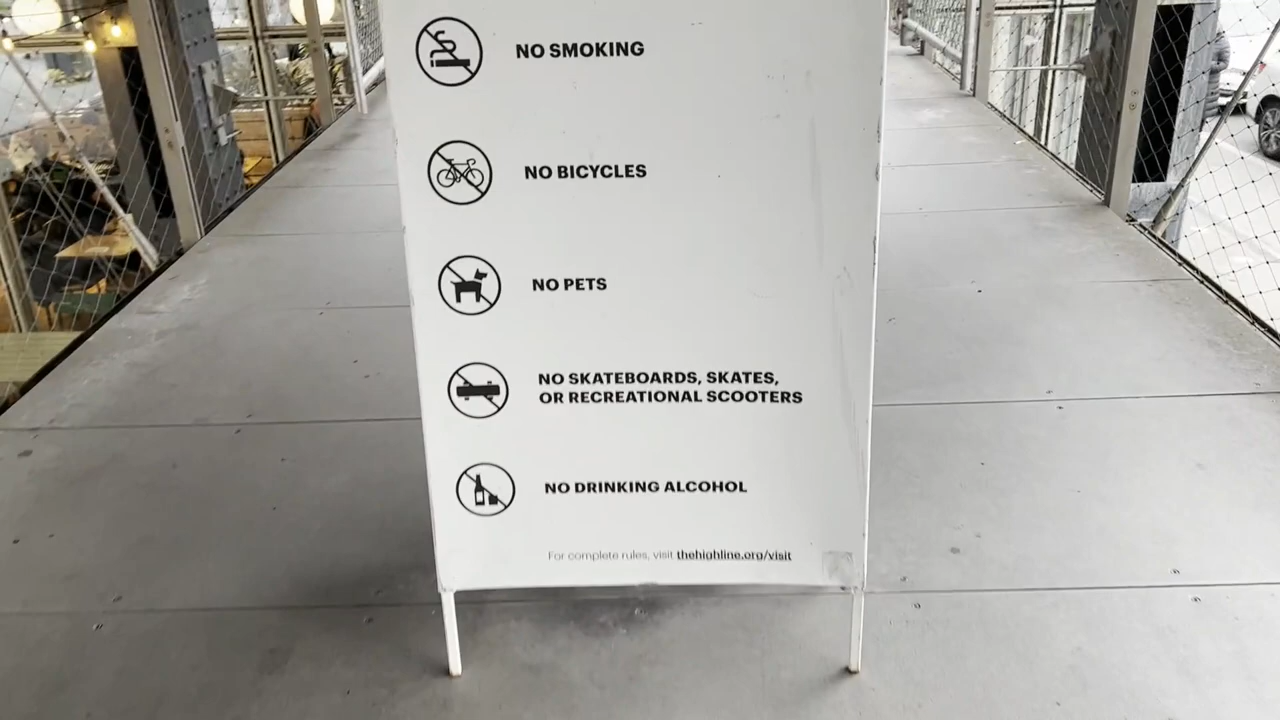 NO SMOKING
NO BICYCLES
NO PETS
NO SKATEBOARDS, SKATES,
OR RECREATIONAL SCOOTERS
NO DRINKING ALCOHOL
For complete rules, visit thehighline.org/visit